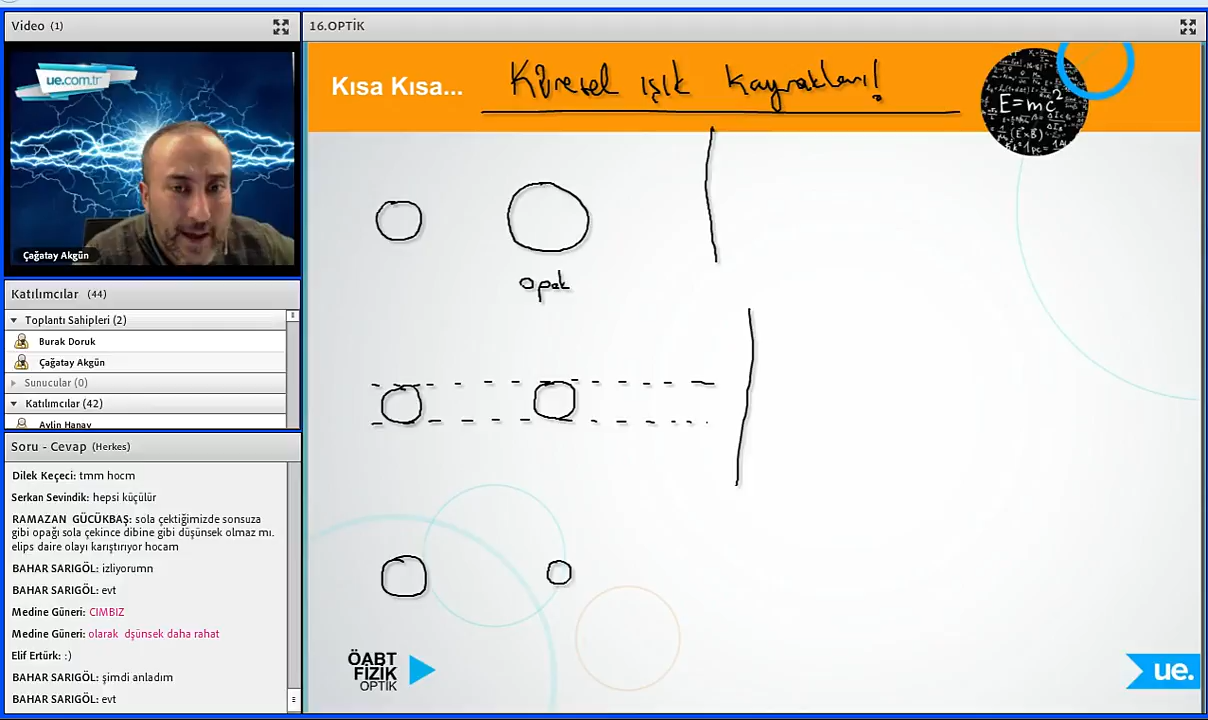 Video (1)
16.OPTİK
ue.com.tr
Çağatay Akgün
Kısa Kısa...
Küresel ışık kaynakları!
E=mc²
opak
Katılımcılar (44)
Toplantı Sahipleri (2)
Burak Doruk
Çağatay Akgün
Sunucular (0)
Katılımcılar (42)
Aylin Hanay
Soru - Cevap (Herkes)
Dilek Keçeci: tmm hocm
Serkan Sevindik: hepsi küçülür
RAMAZAN GÜCÜKBAŞ: sola çektiğimizde sonsuza
gibi opağı sola çekince dibine gibi düşünsek olmaz mı.
elips daire olayı karıştırıyor hocam
BAHAR SARIGÖL: izliyorumn
BAHAR SARIGÖL: evt
Medine Güneri: CIMBIZ
Medine Güneri: olarak dşünsek daha rahat
Elif Ertürk: :)
BAHAR SARIGÖL: şimdi anladım
BAHAR SARIGÖL: evt
ÖABT
FİZİK
OPTİK
ue.